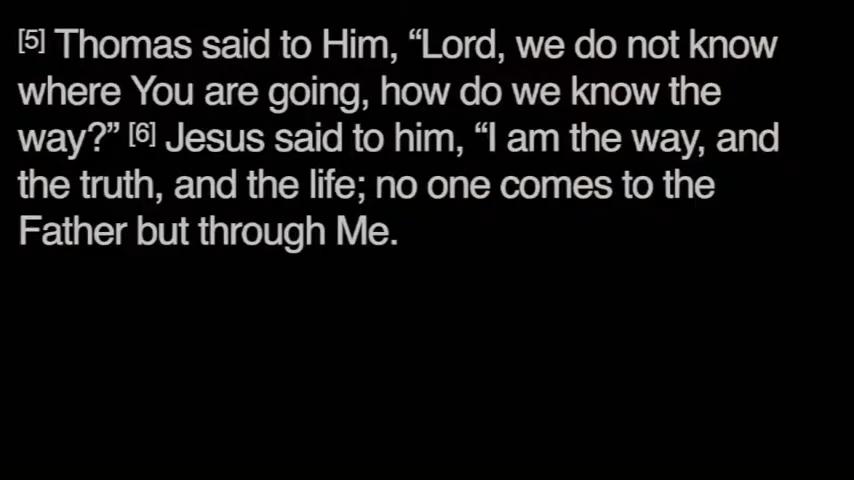 [5] Thomas said to Him, “Lord, we do not know
where You are going, how do we know the
way?” [6] Jesus said to him, “I am the way, and
the truth, and the life; no one comes to the
Father but through Me.